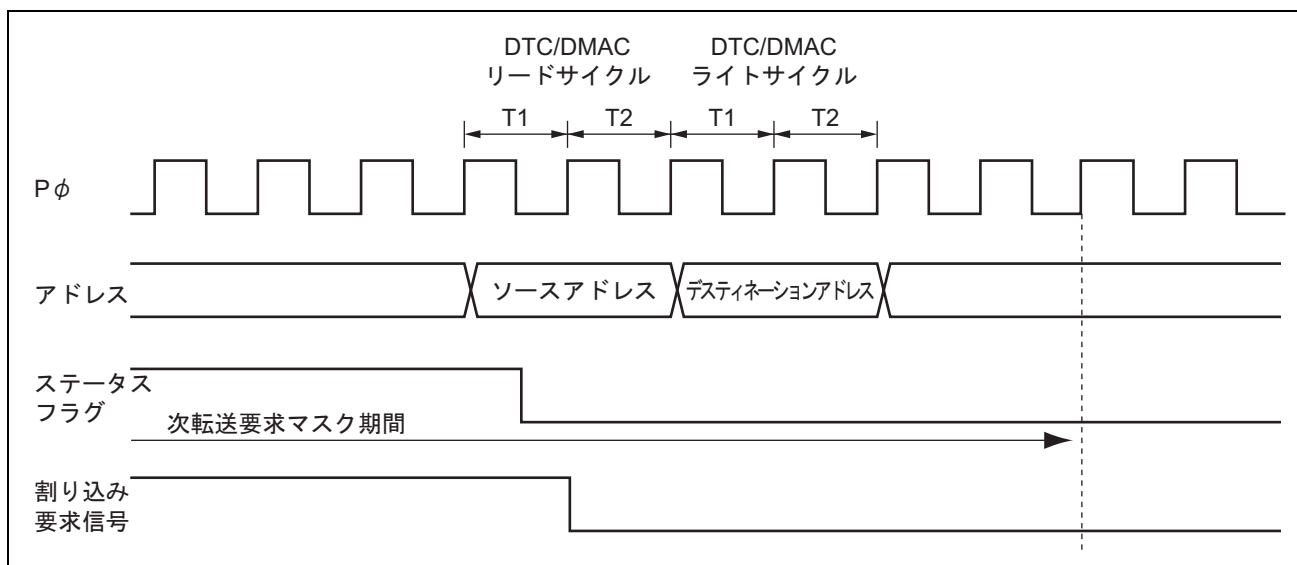 DTC/DMAC
リードサイクル
DTC/DMAC
ライトサイクル
T1
T2
T1
T2
Pφ
アドレス
ソースアドレス
デスティネーションアドレス
ステータス
フラグ
次転送要求マスク期間
割り込み
要求信号